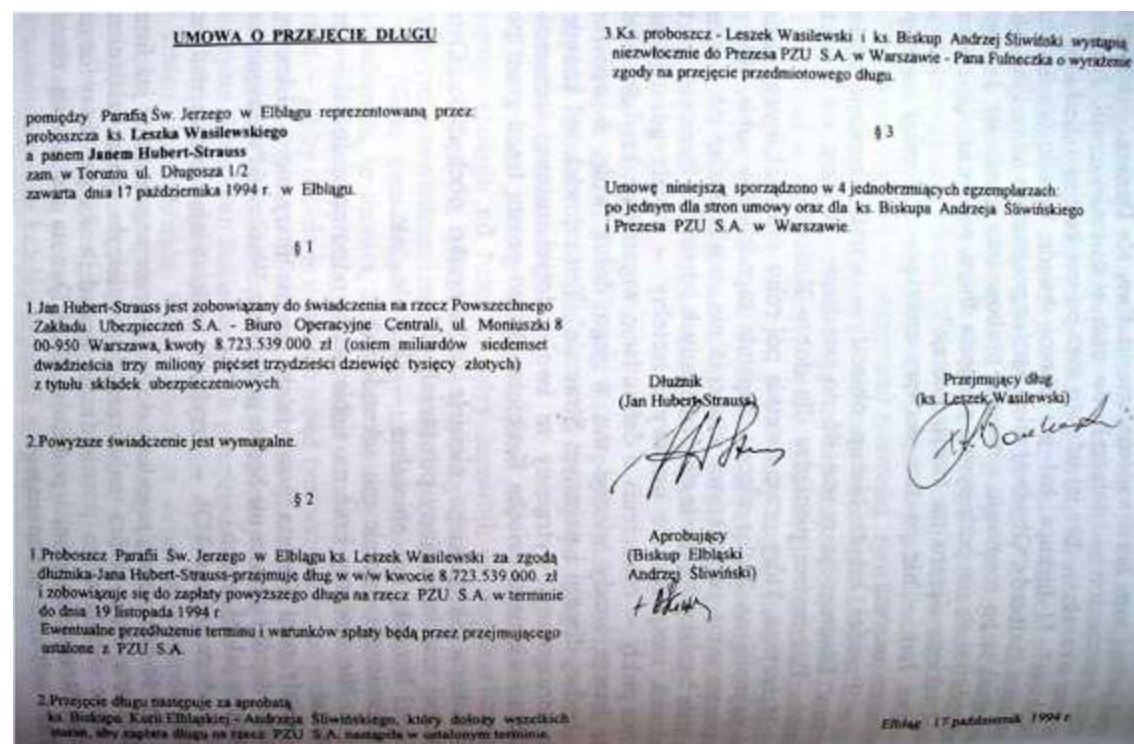 UMOWA O PRZEJĘCIE DŁUGU
pomiędzy Parafią Św. Jerzego w Elblągu reprezentowaną przez:
proboszcza ks. Leszka Wasilewskiego
a panem Janem Hubert-Strauss
zam. w Toruniu ul. Długosza 1/2
zawarta dnia 17 października 1994 r. w Elblągu.
§ 1
1.Jan Hubert-Strauss jest zobowiązany do świadczenia na rzecz Powszechnego
Zakładu Ubezpieczeń S.A. - Biuro Operacyjne Centrali, ul. Moniuszki 8
00-950 Warszawa, kwoty 8.723.539.000 zł (osiem miliardów siedemset
dwadzieścia trzy miliony pięćset trzydzieści dziewięć tysięcy złotych)
z tytułu składek ubezpieczeniowych.
2.Powyższe świadczenie jest wymagalne.
§ 2
1.Proboszcz Parafii Św. Jerzego w Elblągu ks. Leszek Wasilewski za zgodą
dłużnika-Jana Hubert-Strauss-przejmuje dług w w/w kwocie 8.723.539.000 zł
i zobowiązuje się do zapłaty powyższego długu na rzecz PZU S.A. w terminie
do dnia 19 listopada 1994 r.
Ewentualne przedłużenie terminu i warunków spłaty będą przez przejmującego
ustalone z PZU S.A.
2.Przejęcie długu następuje za aprobatą
ks. Biskupa Kurii Elbląskiej - Andrzeja Śliwińskiego, który dołoży wszelkich
starań, aby zapłata długu na rzecz PZU S.A. nastąpiła w ustalonym terminie.
3.Ks. proboszcz - Leszek Wasilewski i ks. Biskup Andrzej Śliwiński wystąpią
niezwłocznie do Prezesa PZU S.A. w Warszawie - Pana Fulneczka o wyrażenie
zgody na przejęcie przedmiotowego długu.
§ 3
Umowę niniejszą sporządzono w 4 jednobrzmiących egzemplarzach:
po jednym dla stron umowy oraz dla ks. Biskupa Andrzeja Śliwińskiego
i Prezesa PZU S.A. w Warszawie.
Dłużnik
(Jan Hubert-Strauss)
Przejmujący dług
(ks. Leszek Wasilewski)
Aprobujący
(Biskup Elbląski
Andrzej Śliwiński)
Elbląg 17 październik 1994 r.